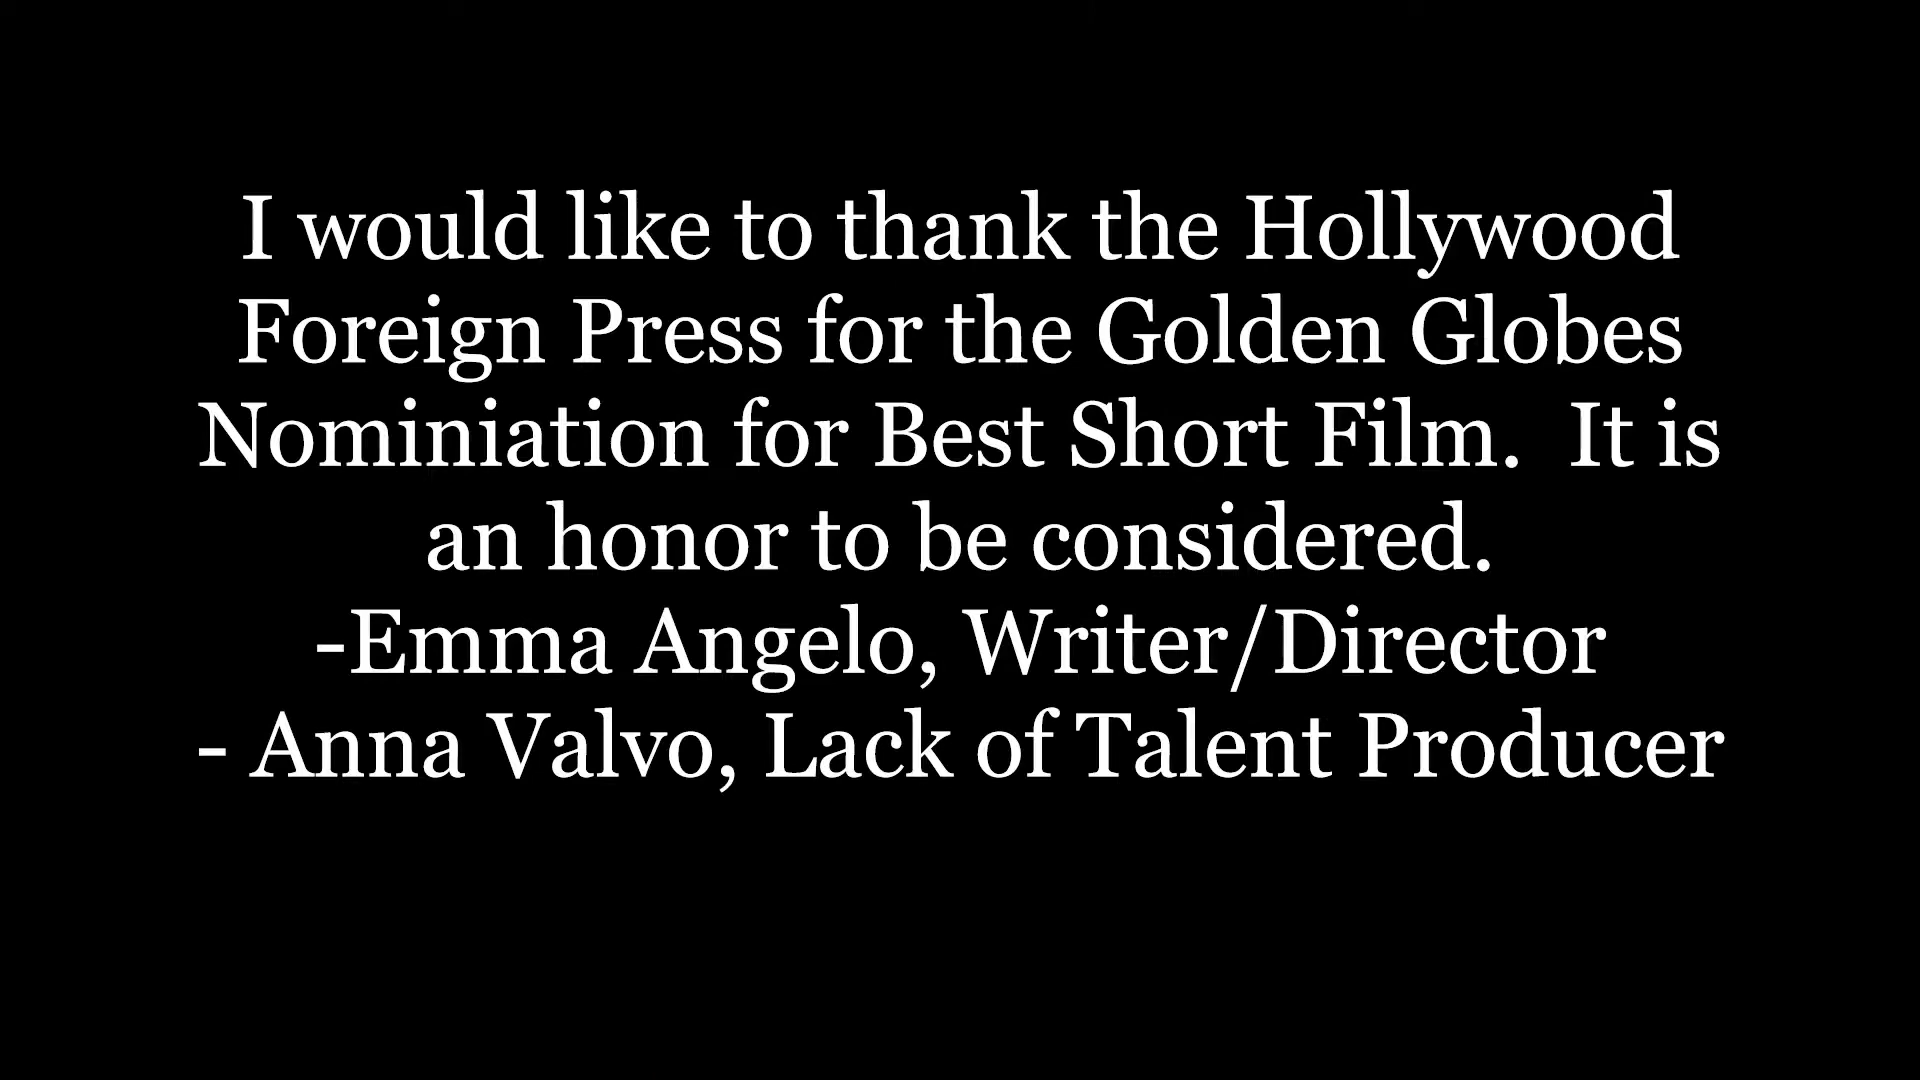 I would like to thank the Hollywood
Foreign Press for the Golden Globes
Nominiation for Best Short Film.  It is
an honor to be considered.
-Emma Angelo, Writer/Director
- Anna Valvo, Lack of Talent Producer